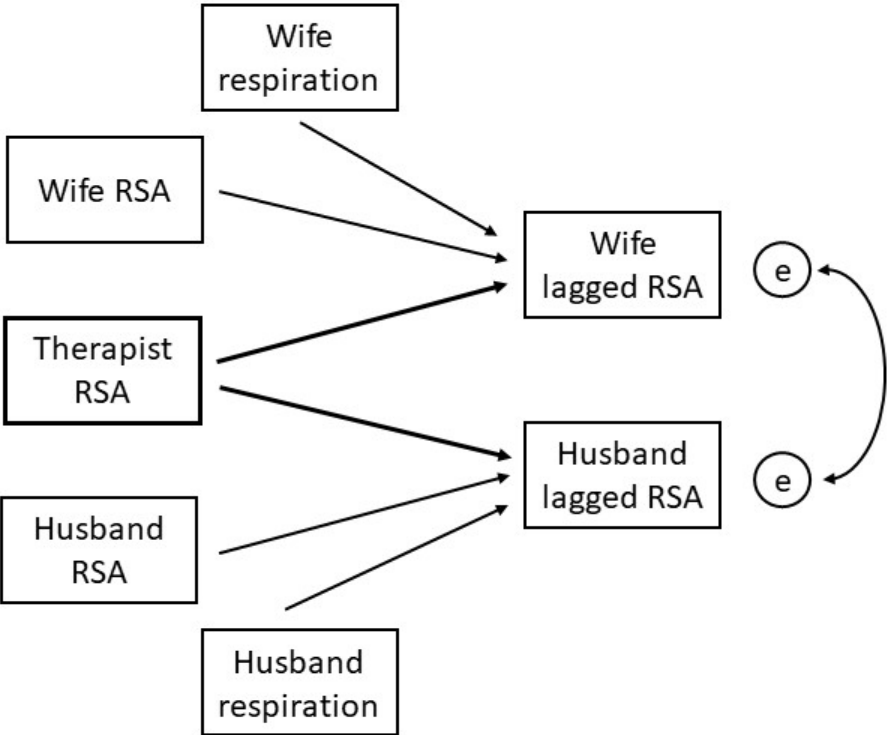 Wife
respiration
Wife RSA
Wife
lagged RSA
e
Therapist
RSA
Husband
lagged RSA
e
Husband
RSA
Husband
respiration